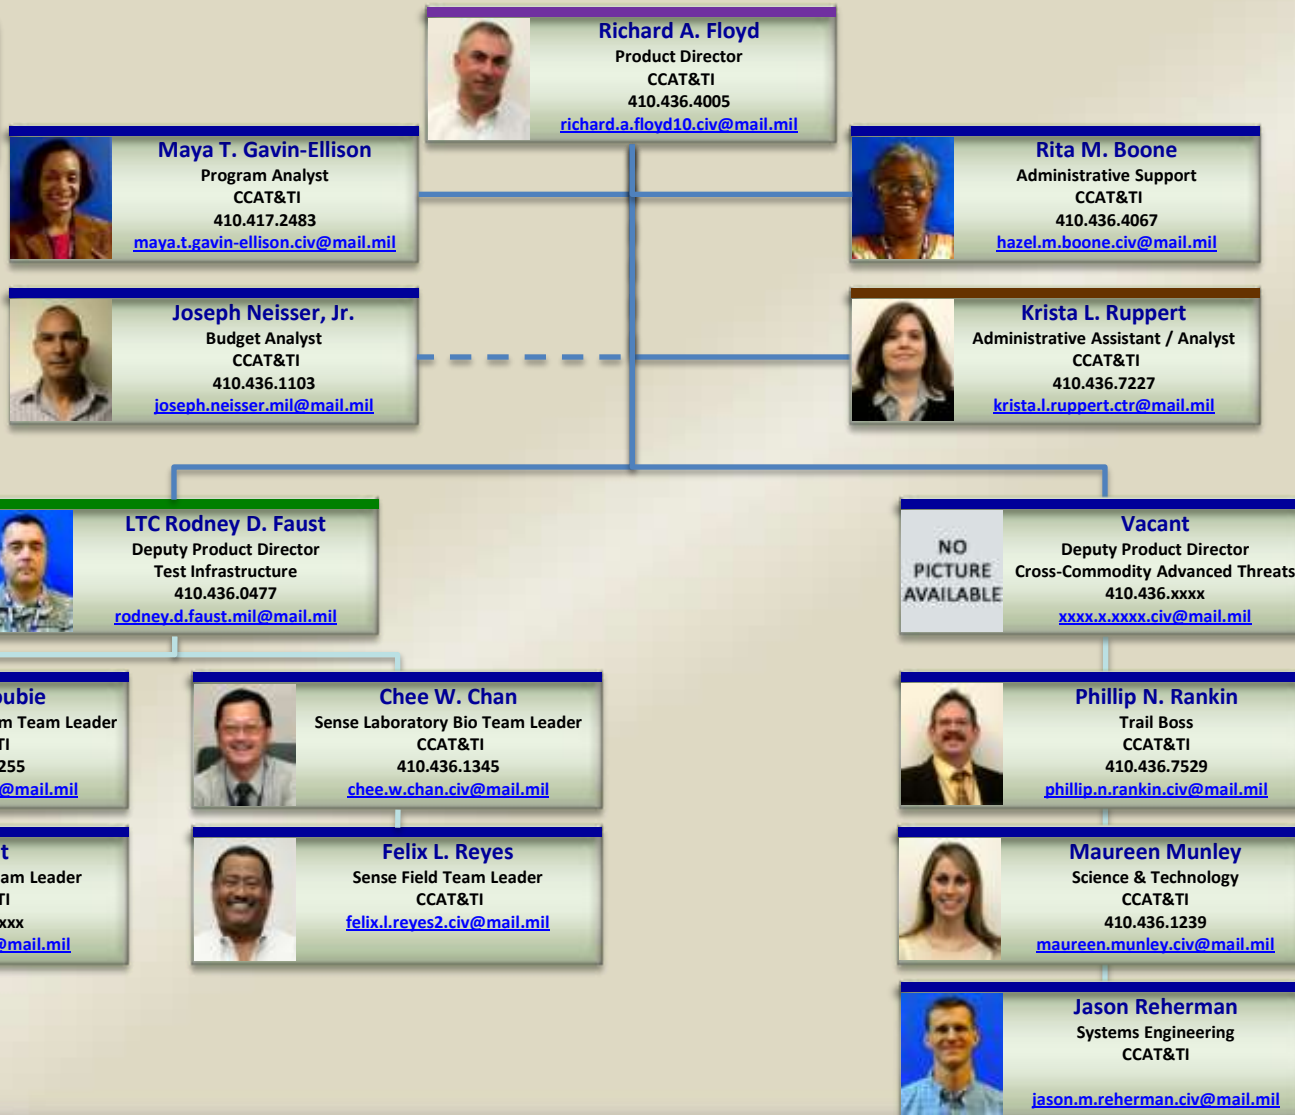 Richard A. Floyd
Product Director
CCAT&TI
410.436.4005
richard.a.floyd10.civ@mail.mil
Maya T. Gavin-Ellison
Program Analyst
CCAT&TI
410.417.2483
maya.t.gavin-ellison.civ@mail.mil
Rita M. Boone
Administrative Support
CCAT&TI
410.436.4067
hazel.m.boone.civ@mail.mil
Joseph Neisser, Jr.
Budget Analyst
CCAT&TI
410.436.1103
joseph.neisser.mil@mail.mil
Krista L. Ruppert
Administrative Assistant / Analyst
CCAT&TI
410.436.7227
krista.l.ruppert.ctr@mail.mil
LTC Rodney D. Faust
Deputy Product Director
Test Infrastructure
410.436.0477
rodney.d.faust.mil@mail.mil
NO
PICTURE
AVAILABLE
Vacant
Deputy Product Director
Cross-Commodity Advanced Threats
410.436.xxxx
xxxx.x.xxxx.civ@mail.mil
Team Leader
255
@mail.mil
Chee W. Chan
Sense Laboratory Bio Team Leader
CCAT&TI
410.436.1345
chee.w.chan.civ@mail.mil
Phillip N. Rankin
Trail Boss
CCAT&TI
410.436.7529
phillip.n.rankin.civ@mail.mil
Leader
xxx
@mail.mil
Felix L. Reyes
Sense Field Team Leader
CCAT&TI
felix.l.reyes2.civ@mail.mil
Maureen Munley
Science & Technology
CCAT&TI
410.436.1239
maureen.munley.civ@mail.mil
Jason Reherman
Systems Engineering
CCAT&TI
jason.m.reherman.civ@mail.mil